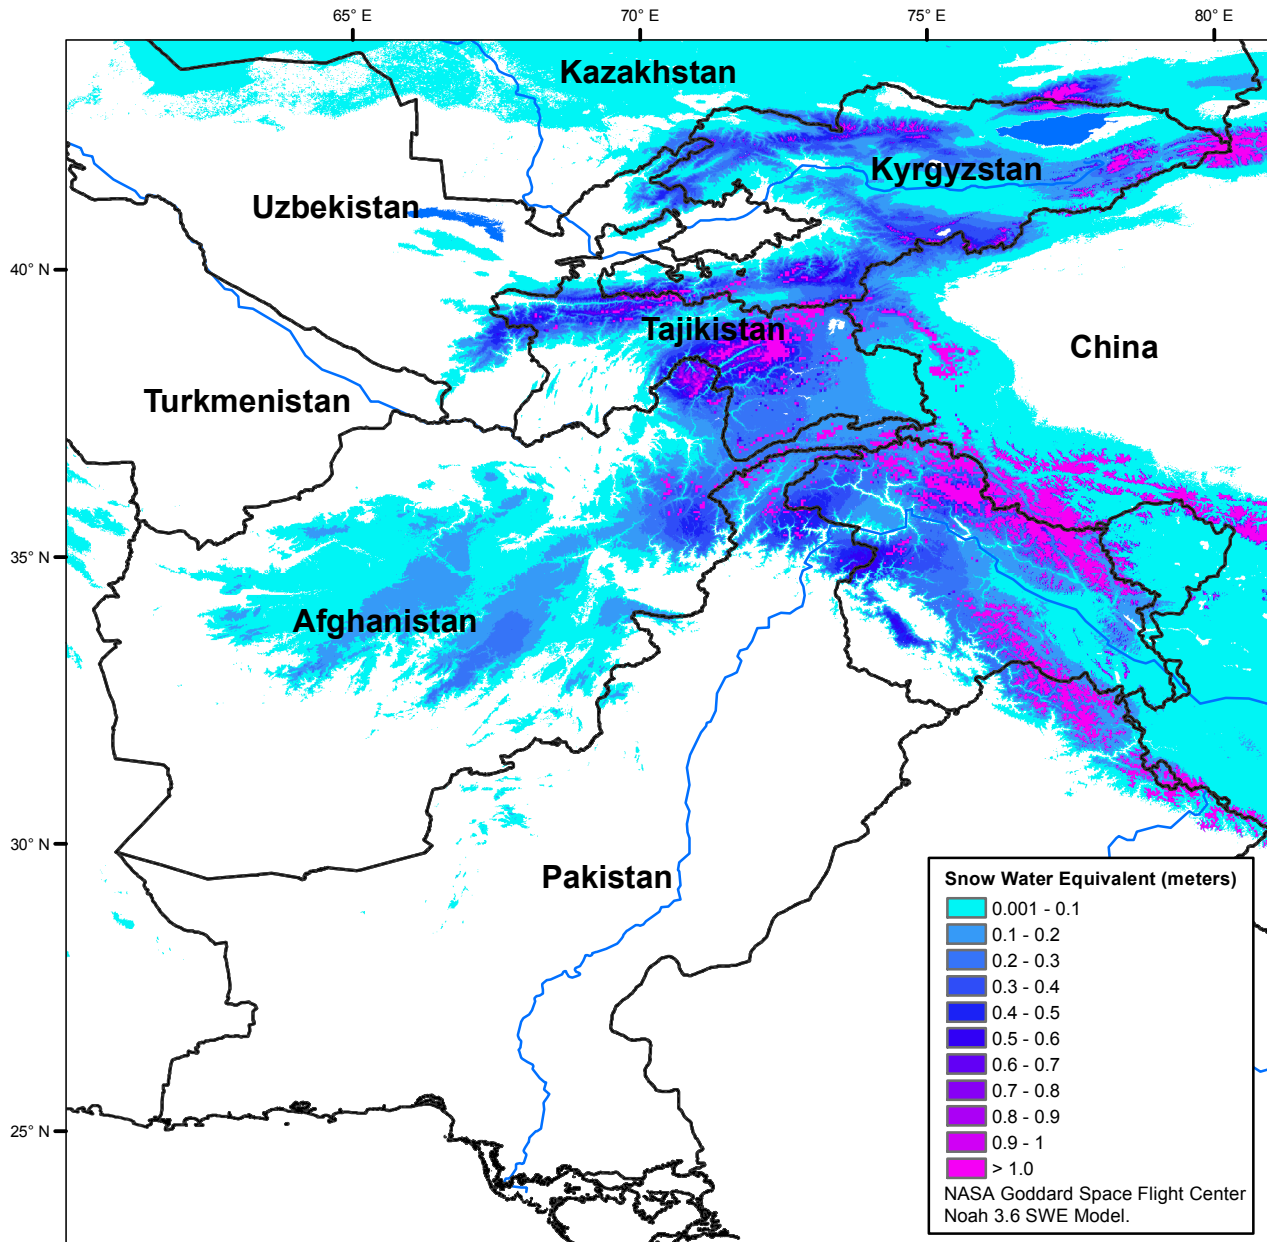 65° E
70° E
75° E
80° E
Kazakhstan
Kyrgyzstan
Uzbekistan
40° N
Tajikistan
China
Turkmenistan
35° N
Afghanistan
30° N
Pakistan
25° N
Snow Water Equivalent (meters)
0.001 - 0.1
0.1 - 0.2
0.2 - 0.3
0.3 - 0.4
0.4 - 0.5
0.5 - 0.6
0.6 - 0.7
0.7 - 0.8
0.8 - 0.9
0.9 - 1
> 1.0
NASA Goddard Space Flight Center
Noah 3.6 SWE Model.